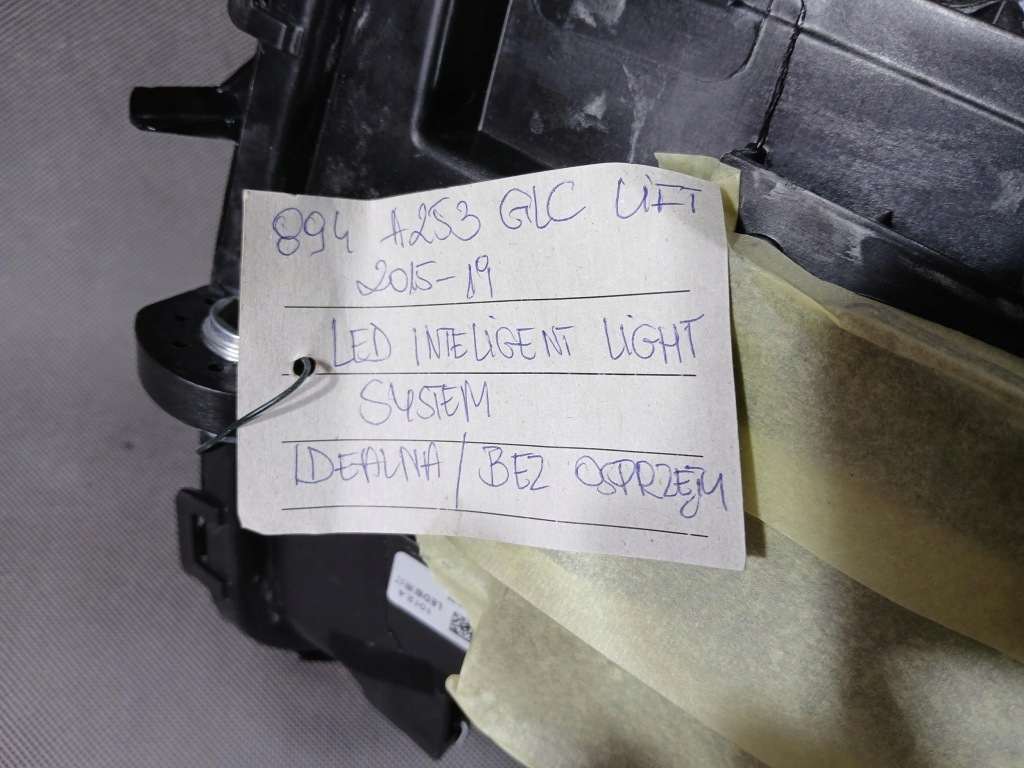 894 A253 GLC LIFT
2015-19
LED INTELIGENT LIGHT
SYSTEM
IDEALNA / BEZ OSPRZĘTU